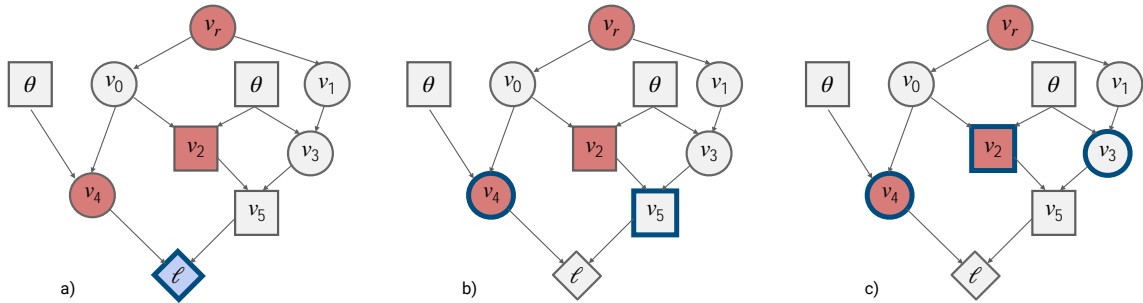 v_r
θ v_0 θ v_1
v_2 v_3
v_4 v_5
ℓ
a)
v_r
θ v_0 θ v_1
v_2 v_3
v_4 v_5
ℓ
b)
v_r
θ v_0 θ v_1
v_2 v_3
v_4 v_5
ℓ
c)